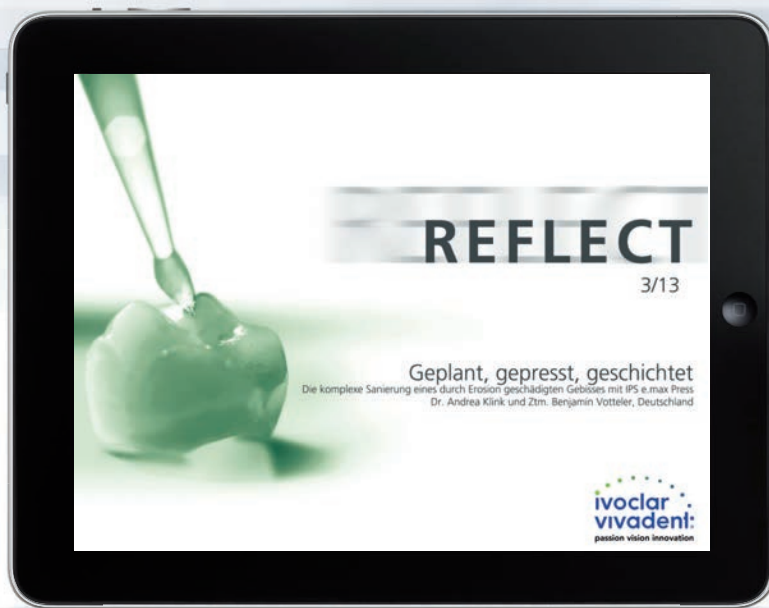 REFLECT
3/13
Geplant, gepresst, geschichtet
Die komplexe Sanierung eines durch Erosion geschädigten Gebisses mit IPS e.max Press
Dr. Andrea Klink und Ztm. Benjamin Votteler, Deutschland
ivoclar
vivadent:
passion vision innovation